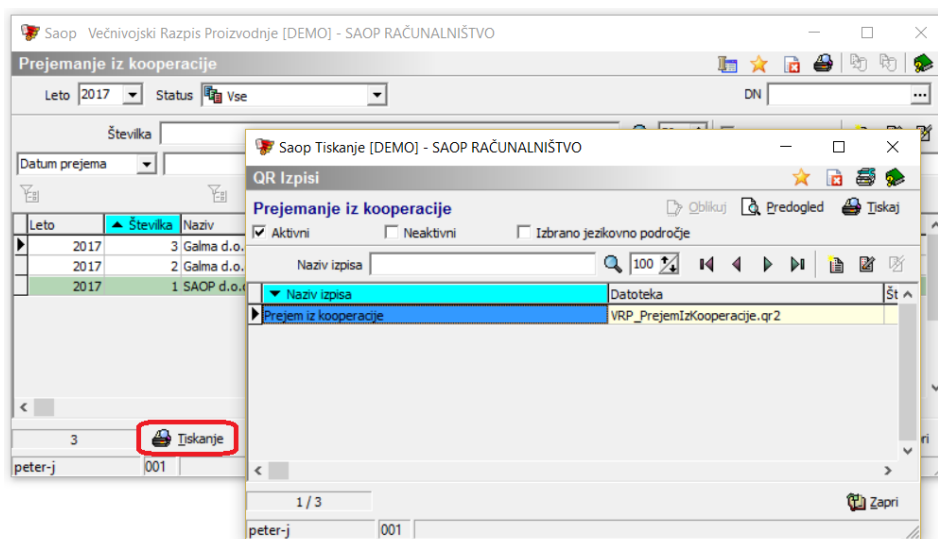 Saop Večnivojski Razpis Proizvodnje [DEMO] - SAOP RAČUNALNIŠTVO
Prejemanje iz kooperacije
Leto 2017 Status Vse DN
Številka
Datum prejema
Leto Številka Naziv
2017 3 Galma d.o.
2017 2 Galma d.o.
2017 1 SAOP d.o.
3 Tiskanje
peter-j 001
Saop Tiskanje [DEMO] - SAOP RAČUNALNIŠTVO
QR Izpisi
Prejemanje iz kooperacije Oblikuj Predogled Tiskaj
Aktivni Neaktivni Izbrano jezikovno področje
Naziv izpisa 100
Naziv izpisa Datoteka Št
Prejem iz kooperacije VRP_PrejemIzKooperacije.qr2
1 / 3 Zapri
peter-j 001